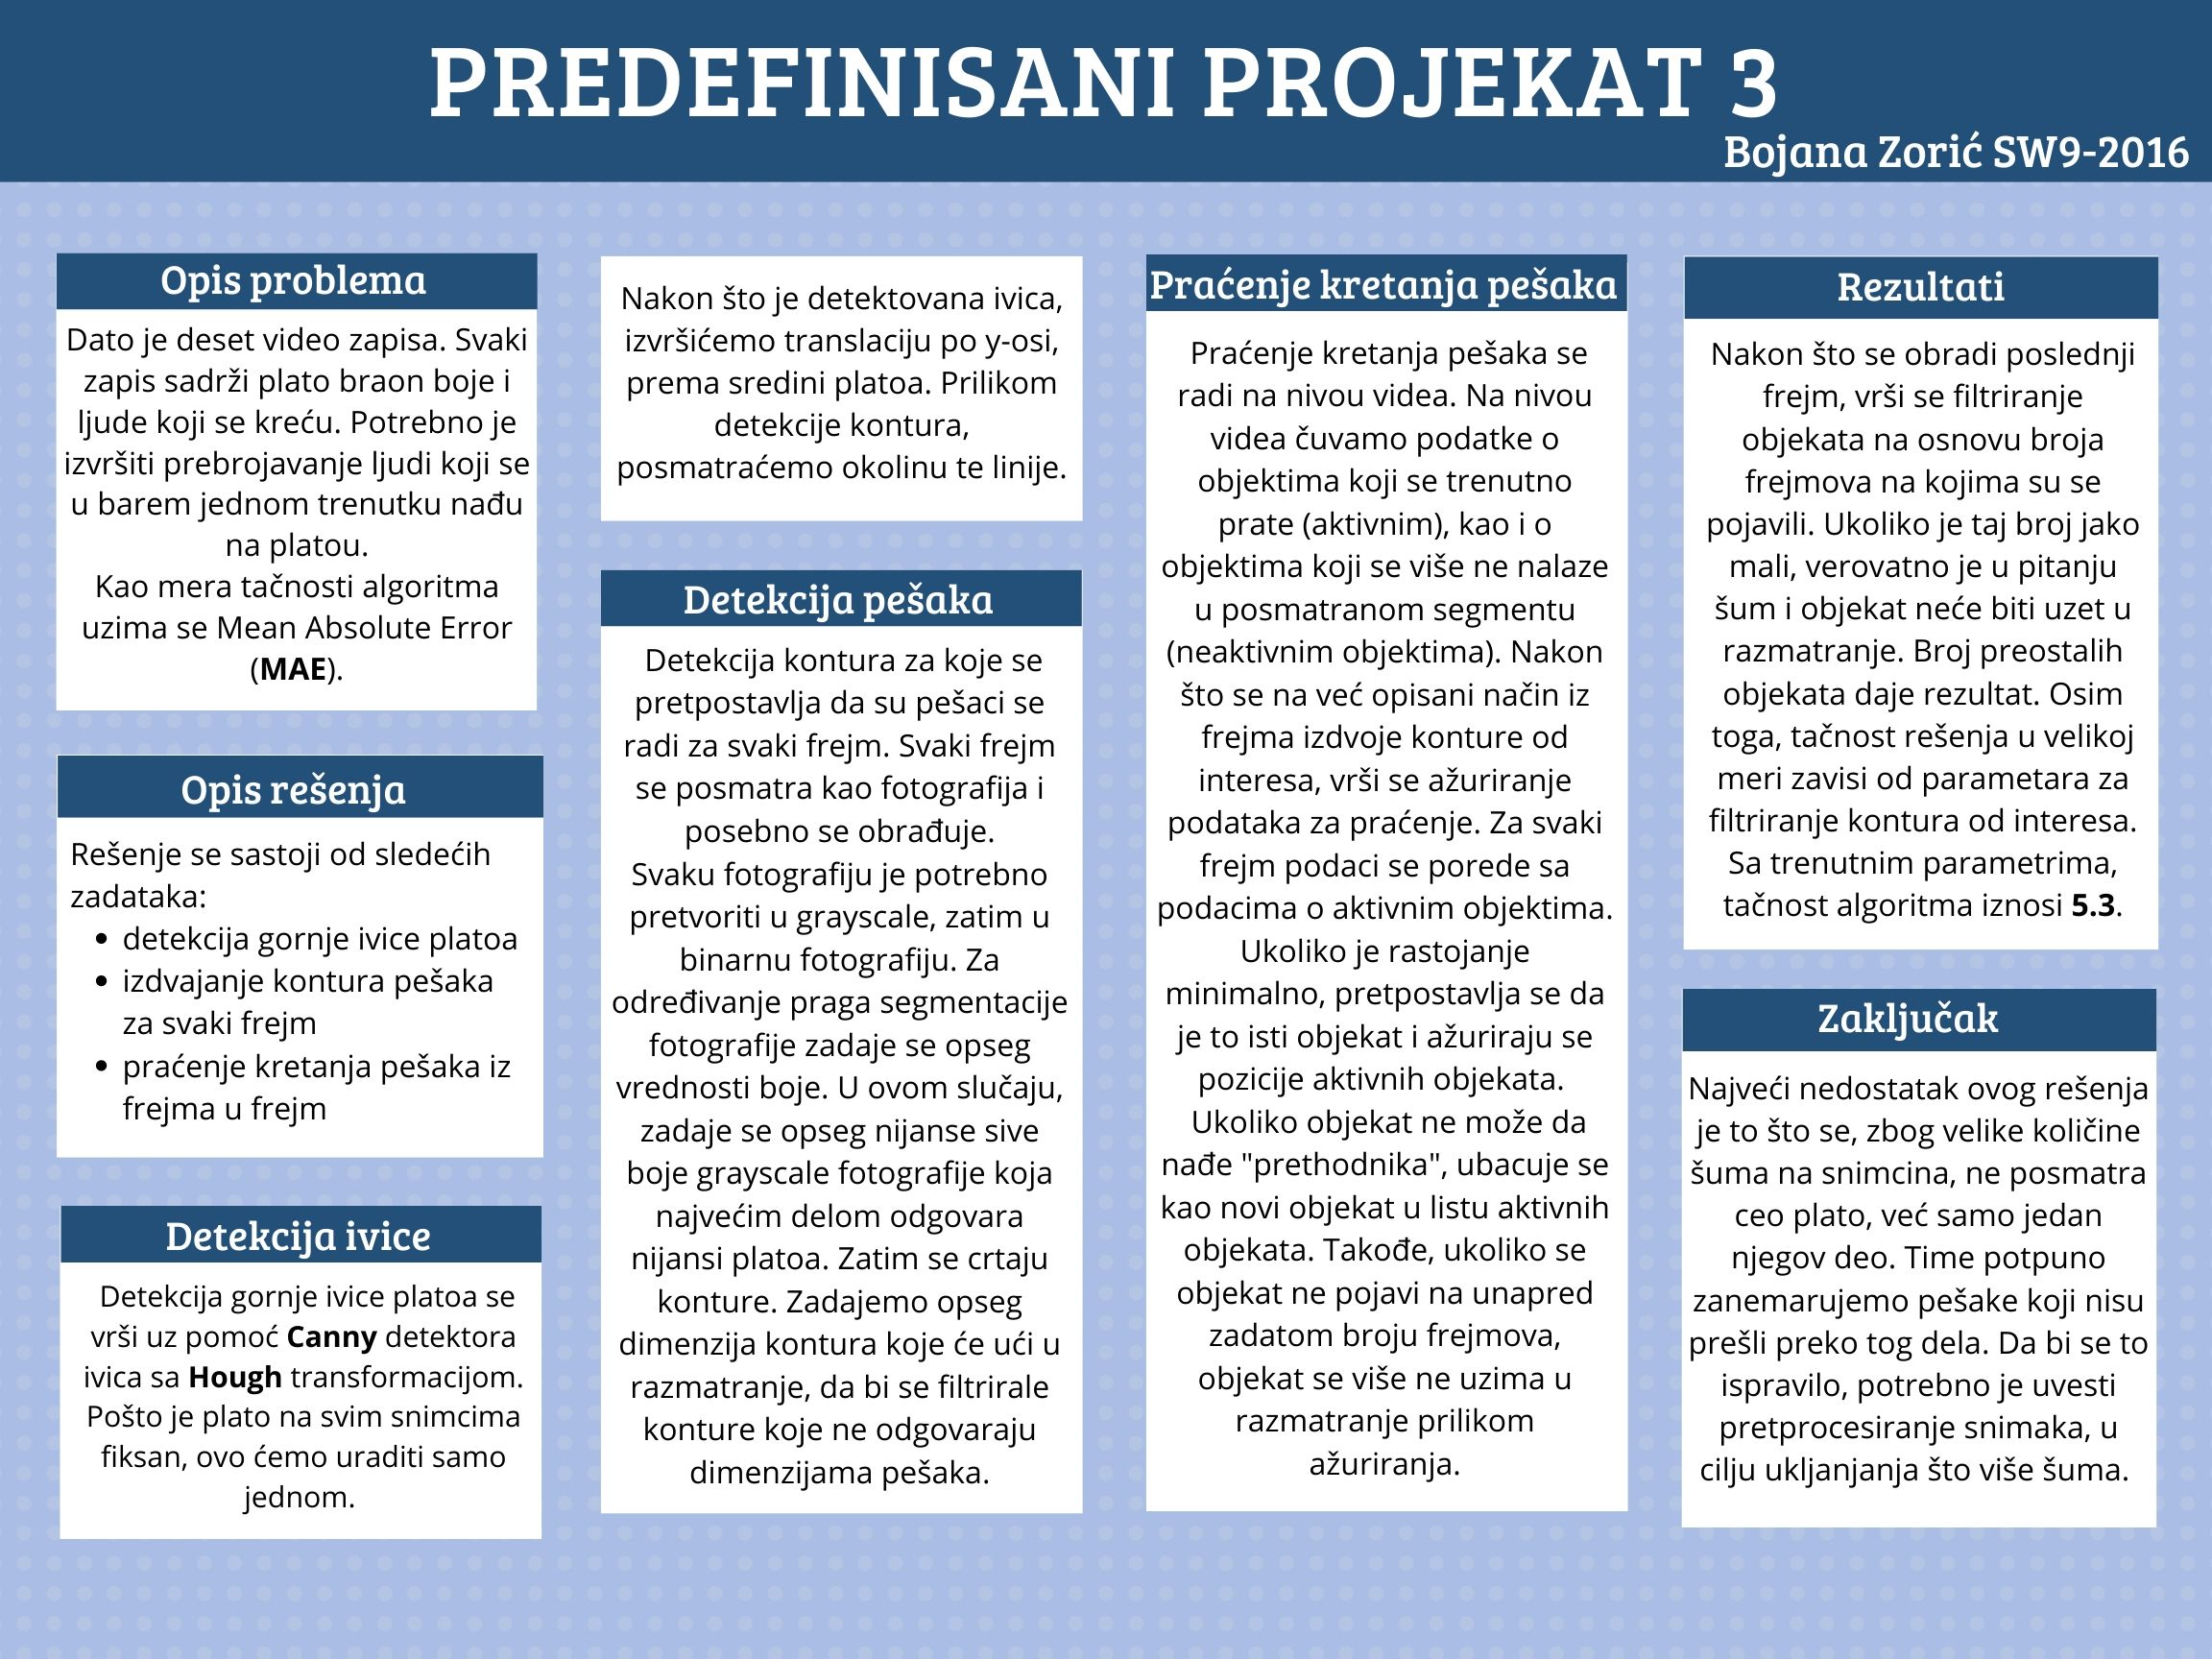 PREDEFINISANI PROJEKAT 3
Bojana Zorić SW9-2016
Opis problema
Dato je deset video zapisa. Svaki
zapis sadrži plato braon boje i
ljude koji se kreću. Potrebno je
izvršiti prebrojavanje ljudi koji se
u barem jednom trenutku nađu
na platou.
Kao mera tačnosti algoritma
uzima se Mean Absolute Error
(MAE).
Opis rešenja
Rešenje se sastoji od sledećih
zadataka:
• detekcija gornje ivice platoa
• izdvajanje kontura pešaka
za svaki frejm
• praćenje kretanja pešaka iz
frejma u frejm
Detekcija ivice
Detekcija gornje ivice platoa se
vrši uz pomoć Canny detektora
ivica sa Hough transformacijom.
Pošto je plato na svim snimcima
fiksan, ovo ćemo uraditi samo
jednom.
Nakon što je detektovana ivica,
izvršićemo translaciju po y-osi,
prema sredini platoa. Prilikom
detekcije kontura,
posmatraćemo okolinu te linije.
Detekcija pešaka
Detekcija kontura za koje se
pretpostavlja da su pešaci se
radi za svaki frejm. Svaki frejm
se posmatra kao fotografija i
posebno se obrađuje.
Svaku fotografiju je potrebno
pretvoriti u grayscale, zatim u
binarnu fotografiju. Za
određivanje praga segmentacije
fotografije zadaje se opseg
vrednosti boje. U ovom slučaju,
zadaje se opseg nijanse sive
boje grayscale fotografije koja
najvećim delom odgovara
nijansi platoa. Zatim se crtaju
konture. Zadajemo opseg
dimenzija kontura koje će ući u
razmatranje, da bi se filtrirale
konture koje ne odgovaraju
dimenzijama pešaka.
Praćenje kretanja pešaka
Praćenje kretanja pešaka se
radi na nivou videa. Na nivou
videa čuvamo podatke o
objektima koji se trenutno
prate (aktivnim), kao i o
objektima koji se više ne nalaze
u posmatranom segmentu
(neaktivnim objektima). Nakon
što se na već opisani način iz
frejma izdvoje konture od
interesa, vrši se ažuriranje
podataka za praćenje. Za svaki
frejm podaci se porede sa
podacima o aktivnim objektima.
Ukoliko je rastojanje
minimalno, pretpostavlja se da
je to isti objekat i ažuriraju se
pozicije aktivnih objekata.
Ukoliko objekat ne može da
nađe "prethodnika", ubacuje se
kao novi objekat u listu aktivnih
objekata. Takođe, ukoliko se
objekat ne pojavi na unapred
zadatom broju frejmova,
objekat se više ne uzima u
razmatranje prilikom
ažuriranja.
Rezultati
Nakon što se obradi poslednji
frejm, vrši se filtriranje
objekata na osnovu broja
frejmova na kojima su se
pojavili. Ukoliko je taj broj jako
mali, verovatno je u pitanju
šum i objekat neće biti uzet u
razmatranje. Broj preostalih
objekata daje rezultat. Osim
toga, tačnost rešenja u velikoj
meri zavisi od parametara za
filtriranje kontura od interesa.
Sa trenutnim parametrima,
tačnost algoritma iznosi 5.3.
Zaključak
Najveći nedostatak ovog rešenja
je to što se, zbog velike količine
šuma na snimcina, ne posmatra
ceo plato, već samo jedan
njegov deo. Time potpuno
zanemarujemo pešake koji nisu
prešli preko tog dela. Da bi se to
ispravilo, potrebno je uvesti
pretprocesiranje snimaka, u
cilju ukljanjanja što više šuma.